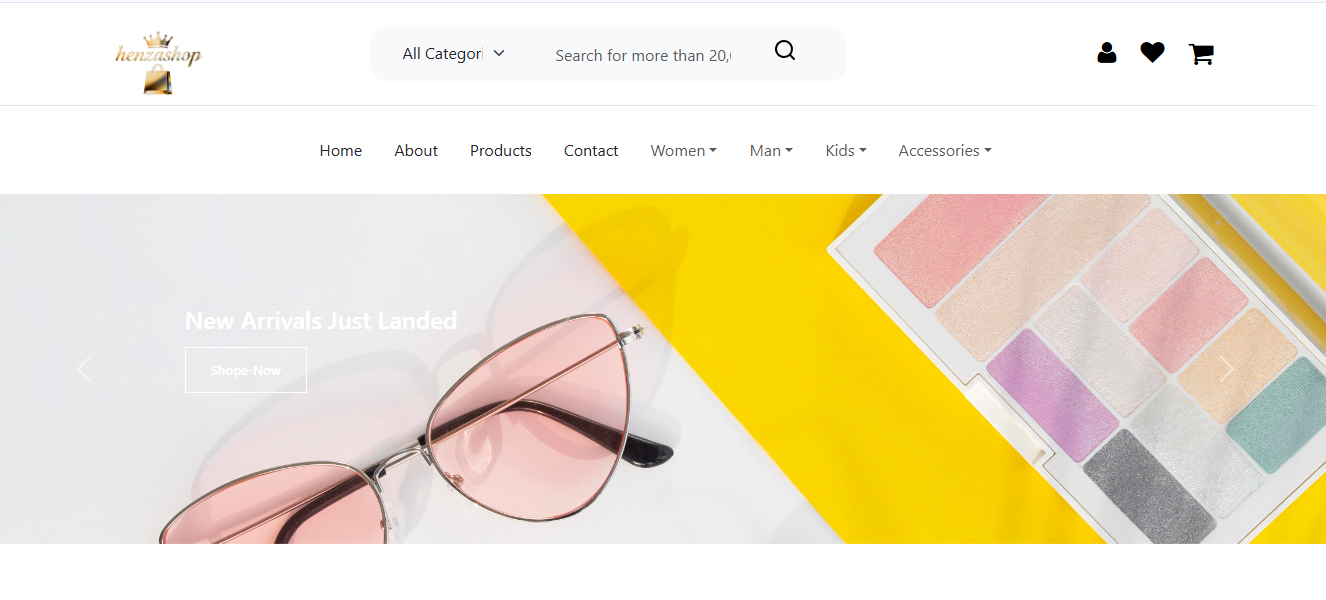 henzashop
All Categori
Search for more than 20,
Home About Products Contact Women Man Kids Accessories
New Arrivals Just Landed
Shope-Now